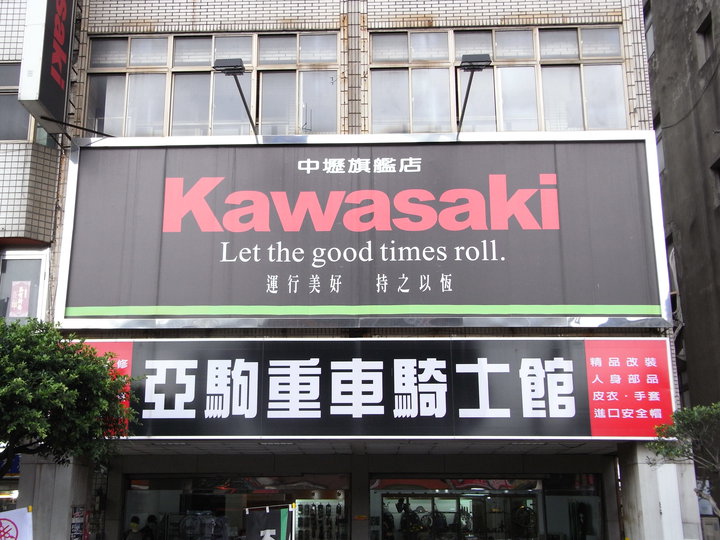 中壢旗艦店
Kawasaki
Let the good times roll.
運行美好 持之以恆
亞駒重車騎士館
精品改裝
人身部品
皮衣・手套
進口安全帽